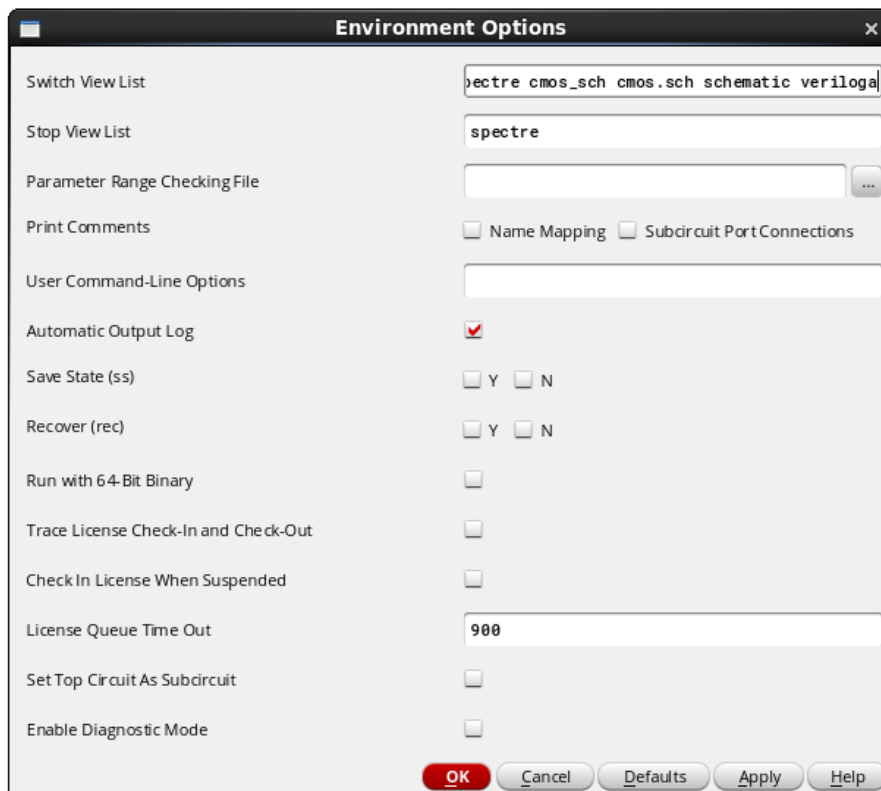 Environment Options
Switch View List pectre cmos_sch cmos.sch schematic veriloga
Stop View List spectre
Parameter Range Checking File ...
Print Comments Name Mapping Subcircuit Port Connections
User Command-Line Options
Automatic Output Log
Save State (ss) Y N
Recover (rec) Y N
Run with 64-Bit Binary
Trace License Check-In and Check-Out
Check In License When Suspended
License Queue Time Out 900
Set Top Circuit As Subcircuit
Enable Diagnostic Mode
OK Cancel Defaults Apply Help